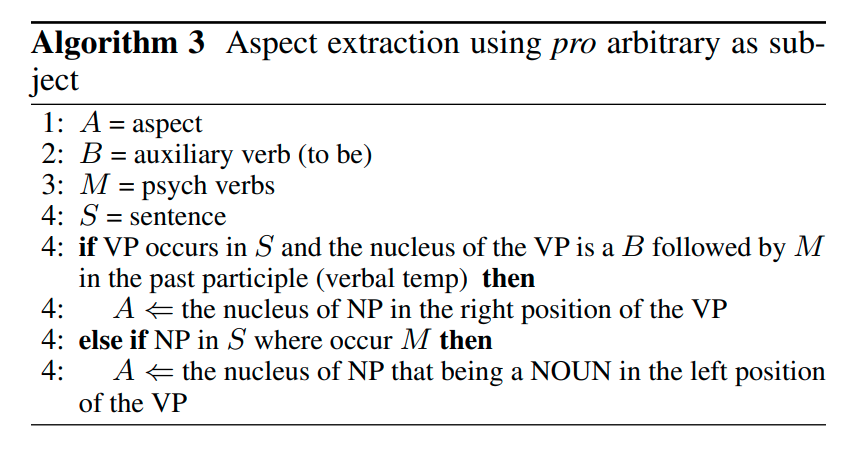 Algorithm 3 Aspect extraction using pro arbitrary as sub-
ject
1: A = aspect
2: B = auxiliary verb (to be)
3: M = psych verbs
4: S = sentence
4: if VP occurs in S and the nucleus of the VP is a B followed by M
in the past participle (verbal temp) then
4: A ⇐ the nucleus of NP in the right position of the VP
4: else if NP in S where occur M then
4: A ⇐ the nucleus of NP that being a NOUN in the left position
of the VP